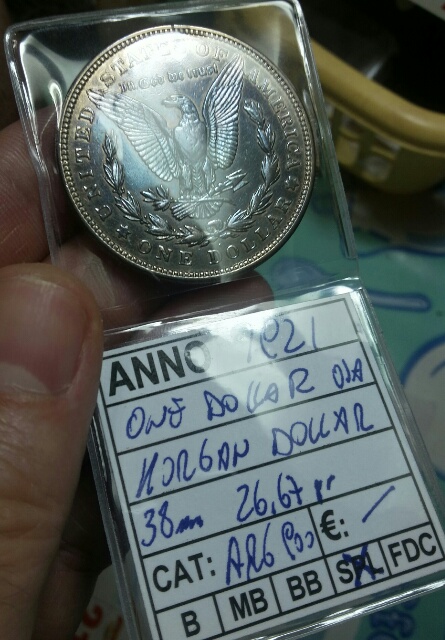 UNITED STATES OF AMERICA
IN GOD WE TRUST
ONE DOLLAR
ANNO 1921
ONE DOLLAR USA
MORGAN DOLLAR
38mm 26,67 gr
CAT: ARG 900 €: /
B MB BB SPL FDC